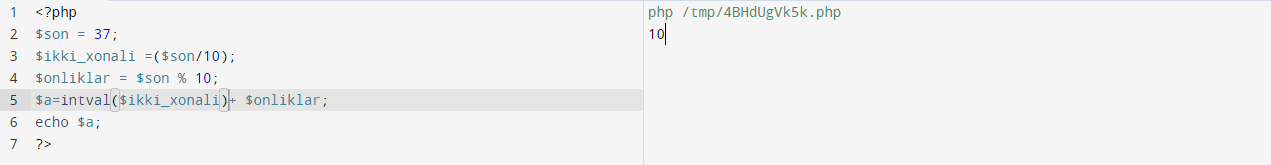 1 <?php
2 $son = 37;
3 $ikki_xonali =($son/10);
4 $onliklar = $son % 10;
5 $a=intval($ikki_xonali)+ $onliklar;
6 echo $a;
7 ?>
php /tmp/4BHdUgVk5k.php
10